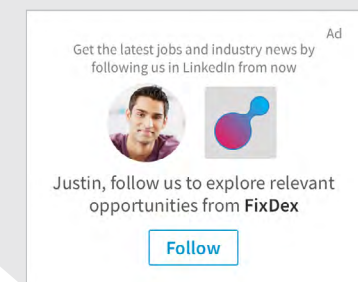 Ad
Get the latest jobs and industry news by
following us in LinkedIn from now
Justin, follow us to explore relevant
opportunities from FixDex
Follow